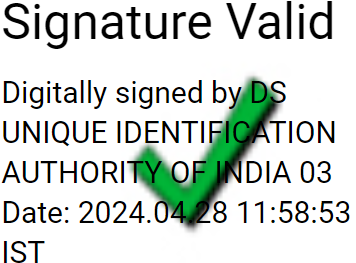 Signature Valid
Digitally signed by DS
UNIQUE IDENTIFICATION
AUTHORITY OF INDIA 03
Date: 2024.04.28 11:58:53
IST